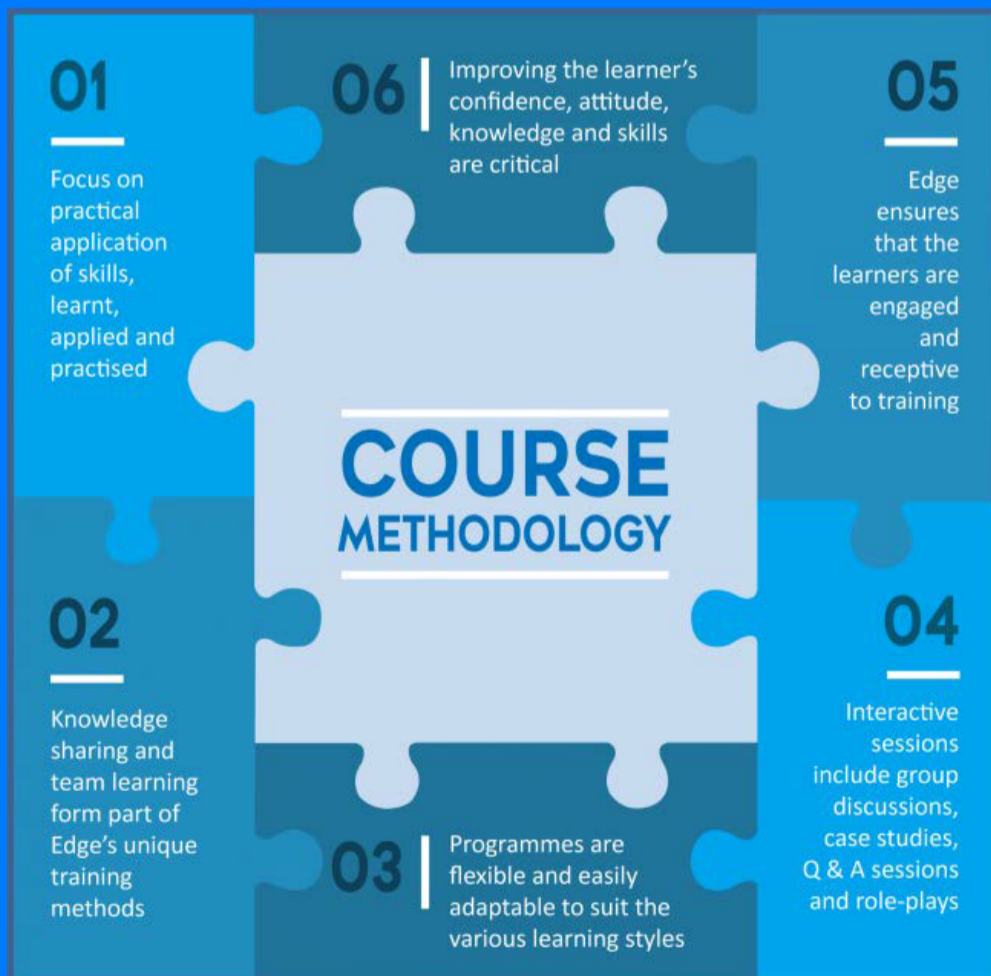 01
Focus on
practical
application
of skills,
learnt,
applied and
practised
02
Knowledge
sharing and
team learning
form part of
Edge's unique
training
methods
03
Programmes are
flexible and easily
adaptable to suit the
various learning styles
04
Interactive
sessions
include group
discussions,
case studies,
Q & A sessions
and role-plays
05
Edge
ensures
that the
learners are
engaged
and
receptive
to training
06
Improving the learner's
confidence, attitude,
knowledge and skills
are critical
COURSE
METHODOLOGY